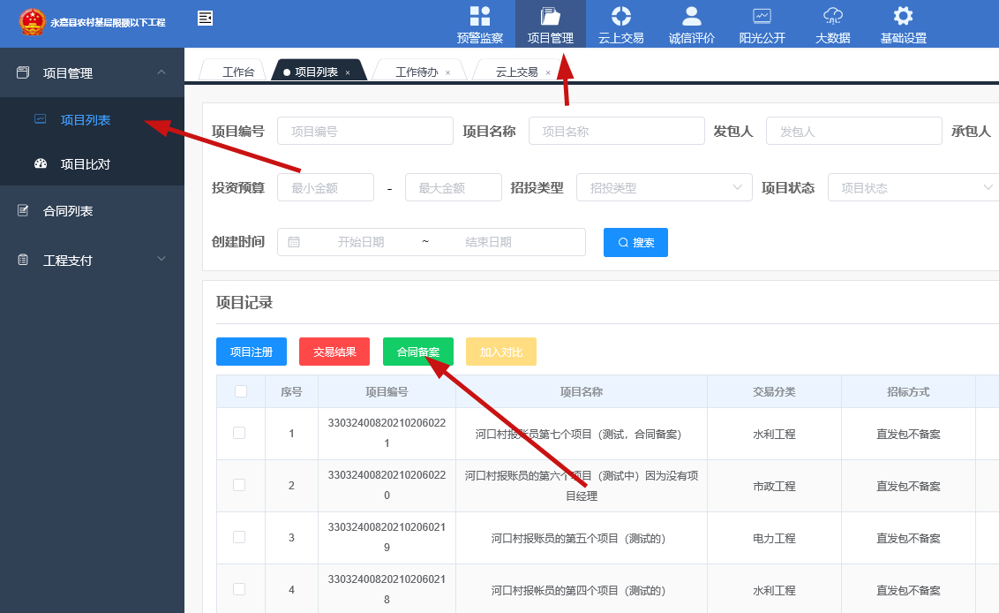 永嘉县农村基层限额以下工程
预警监察
项目管理
云上交易
诚信评价
阳光公开
大数据
基础设置
项目管理
项目列表
项目比对
合同列表
工程支付
工作台
项目列表 ×
工作待办 ×
云上交易 ×
项目编号 项目编号 项目名称 项目名称 发包人 发包人 承包人
投资预算 最小金额 - 最大金额 招投类型 招投类型 项目状态 项目状态
创建时间 开始日期 ~ 结束日期 搜索
项目记录
项目注册 交易结果 合同备案 加入对比
序号 项目编号 项目名称 交易分类 招标方式
1 33032400820210206022 河口村报账员第七个项目（测试，合同备案） 水利工程 直发包不备案
1
2 33032400820210206022 河口村报账员的第六个项目（测试中）因为没有项 市政工程 直发包不备案
0 目经理
3 33032400820210206021 河口村报账员的第五个项目（测试的） 电力工程 直发包不备案
9
4 33032400820210206021 河口村报帐员的第四个项目（测试的） 水利工程 直发包不备案
8